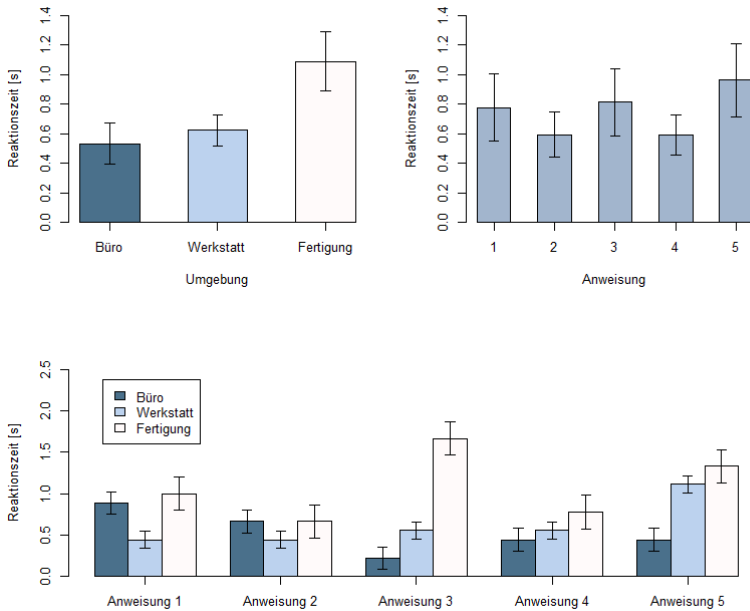 Reaktionszeit [s]
0.0 0.2 0.4 0.6 0.8 1.0 1.2 1.4
Büro Werkstatt Fertigung
Umgebung
Reaktionszeit [s]
0.0 0.2 0.4 0.6 0.8 1.0 1.2 1.4
1 2 3 4 5
Anweisung
Reaktionszeit [s]
0.0 0.5 1.0 1.5 2.0 2.5
Büro
Werkstatt
Fertigung
Anweisung 1 Anweisung 2 Anweisung 3 Anweisung 4 Anweisung 5